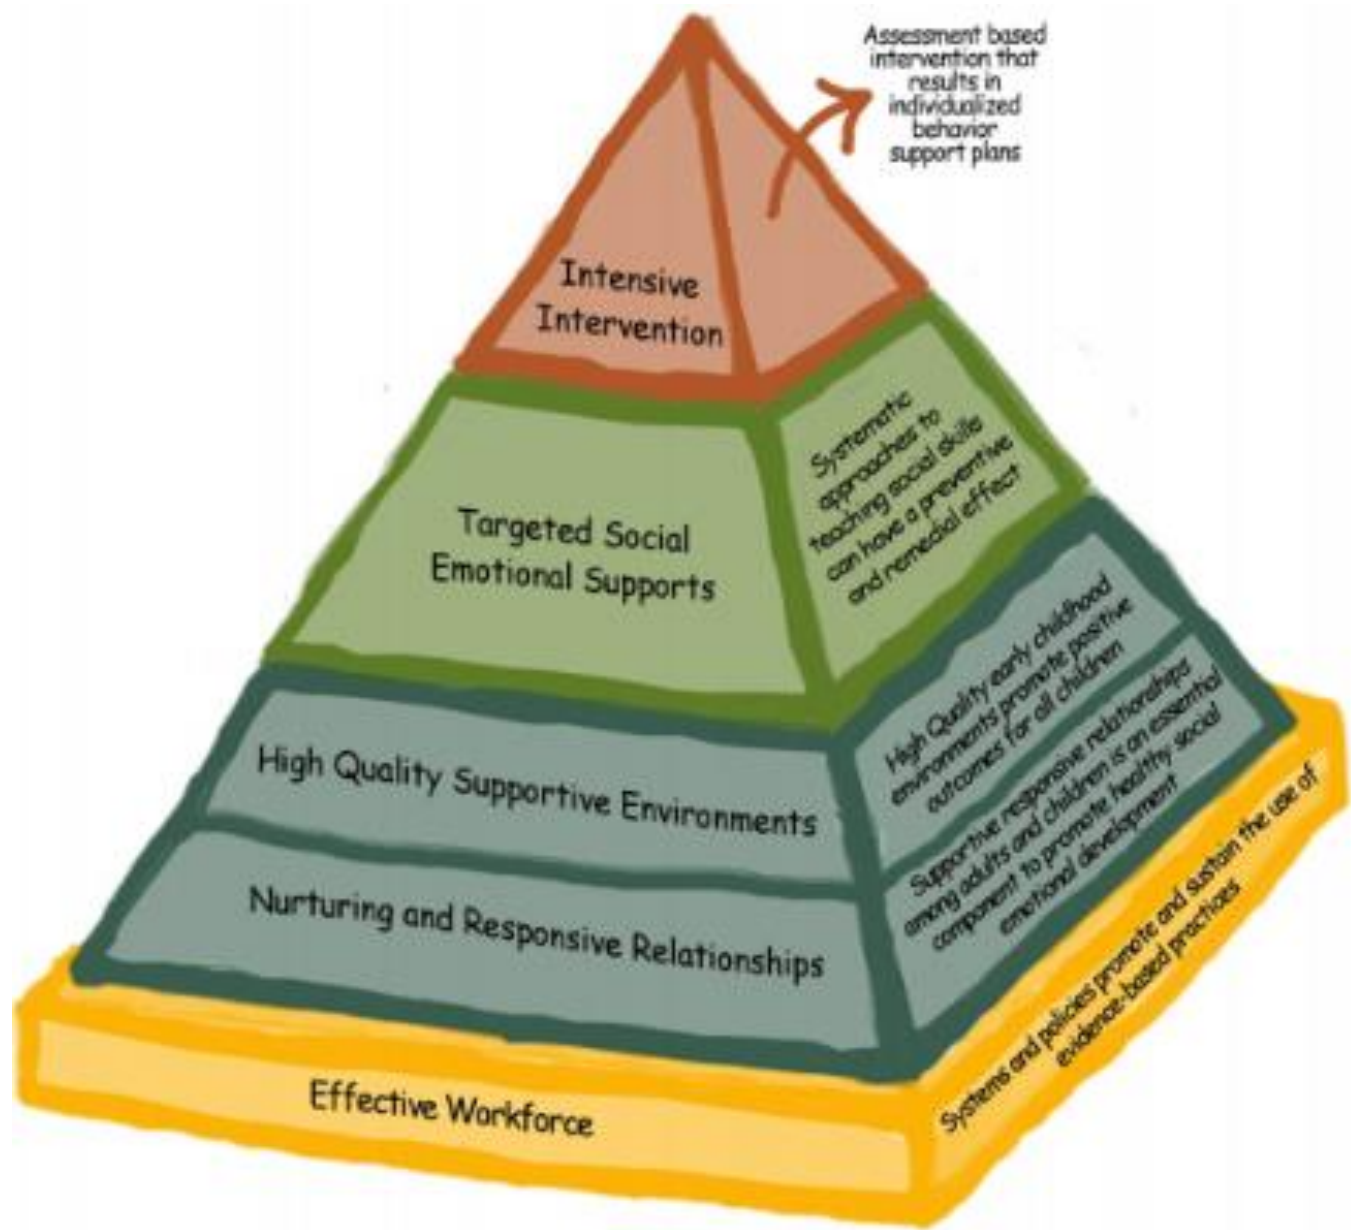 Assessment based
intervention that
results in
individualized
behavior
support plans
Intensive
Intervention
Systematic
approaches to
teaching social skills
can have a preventive
and remedial effect
Targeted Social
Emotional Supports
High Quality early childhood
environments promote positive
outcomes for all children
High Quality Supportive Environments
Supportive responsive relationships
among adults and children is an essential
component to promote healthy social
emotional development
Nurturing and Responsive Relationships
Systems and policies promote and sustain the use of
evidence-based practices
Effective Workforce